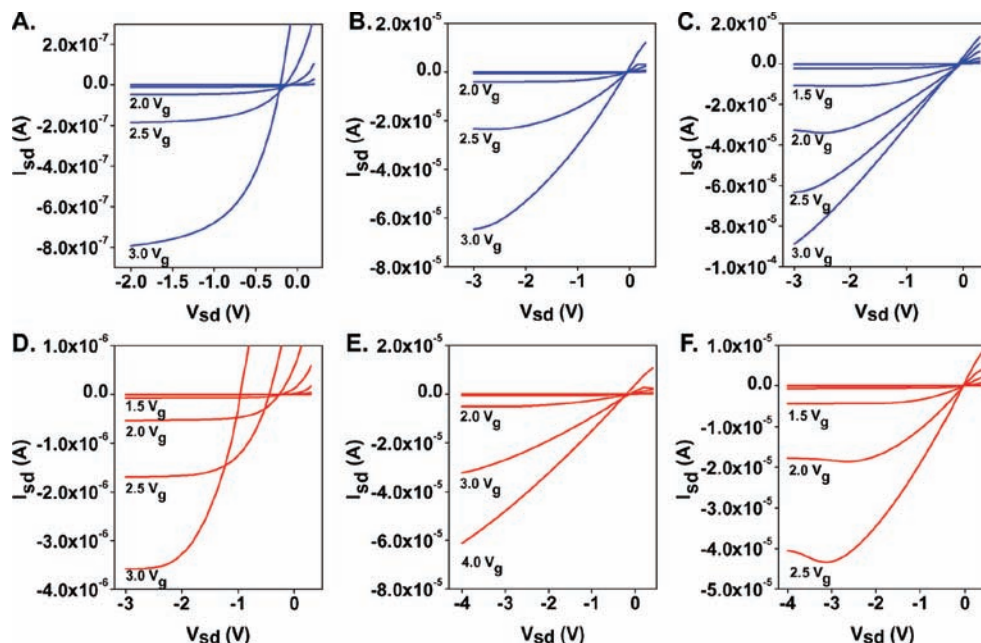 A.
2.0x10-7
0.0
-2.0x10-7
-4.0x10-7
-6.0x10-7
-8.0x10-7
Isd (A)
2.0 Vg
2.5 Vg
3.0 Vg
-2.0 -1.5 -1.0 -0.5 0.0
Vsd (V)
B.
2.0x10-5
0.0
-2.0x10-5
-4.0x10-5
-6.0x10-5
-8.0x10-5
Isd (A)
2.0 Vg
2.5 Vg
3.0 Vg
-3 -2 -1 0
Vsd (V)
C.
2.0x10-5
0.0
-2.0x10-5
-4.0x10-5
-6.0x10-5
-8.0x10-5
-1.0x10-4
Isd (A)
1.5 Vg
2.0 Vg
2.5 Vg
3.0 Vg
-3 -2 -1 0
Vsd (V)
D.
1.0x10-6
0.0
-1.0x10-6
-2.0x10-6
-3.0x10-6
-4.0x10-6
Isd (A)
1.5 Vg
2.0 Vg
2.5 Vg
3.0 Vg
-3 -2 -1 0
Vsd (V)
E.
2.0x10-5
0.0
-2.0x10-5
-4.0x10-5
-6.0x10-5
-8.0x10-5
Isd (A)
2.0 Vg
3.0 Vg
4.0 Vg
-4 -3 -2 -1 0
Vsd (V)
F.
1.0x10-5
0.0
-1.0x10-5
-2.0x10-5
-3.0x10-5
-4.0x10-5
-5.0x10-5
Isd (A)
1.5 Vg
2.0 Vg
2.5 Vg
-4 -3 -2 -1 0
Vsd (V)